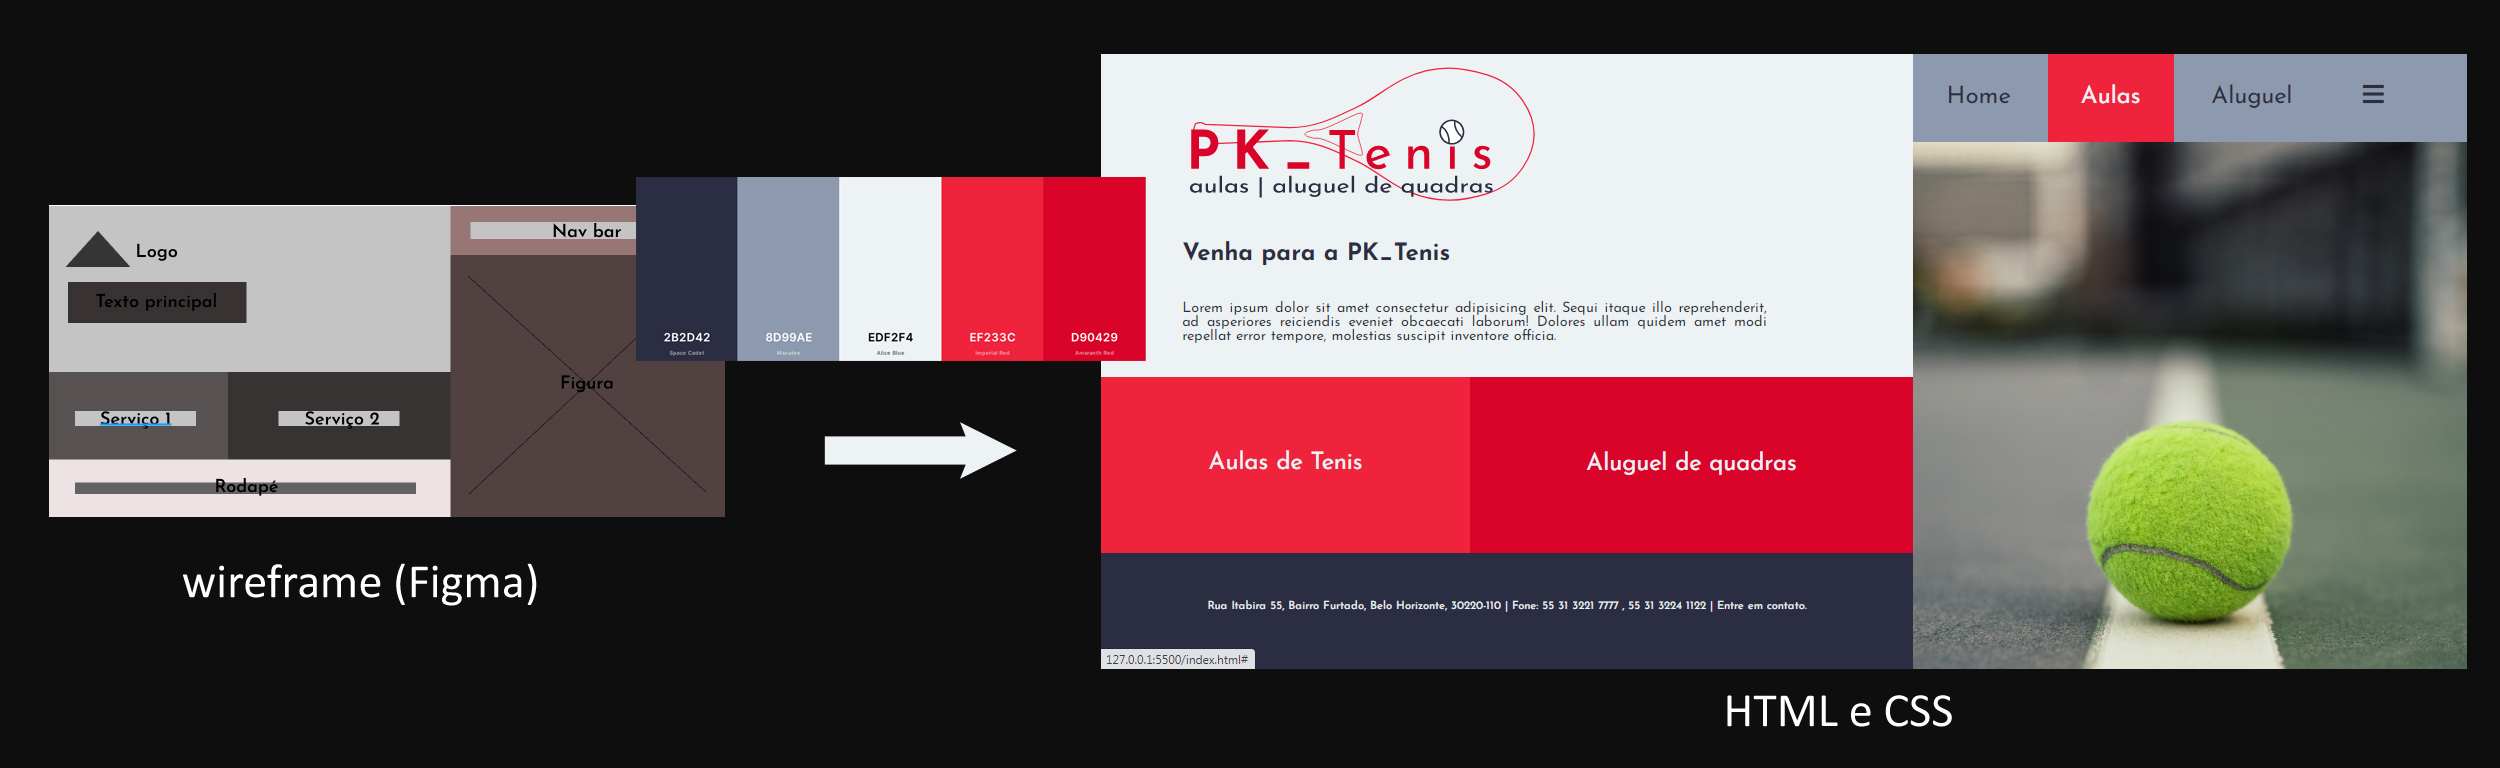 Nav bar
Logo
Texto principal
Figura
Serviço 1
Serviço 2
Rodapé
wireframe (Figma)
2B2D42
Space Cadet
8D99AE
Manatee
EDF2F4
Alice Blue
EF233C
Imperial Red
D90429
Amaranth Red
PK_Tenis
aulas | aluguel de quadras
Home
Aulas
Aluguel
Venha para a PK_Tenis
Lorem ipsum dolor sit amet consectetur adipisicing elit. Sequi itaque illo reprehenderit,
ad asperiores reiciendis eveniet obcaecati laborum! Dolores ullam quidem amet modi
repellat error tempore, molestias suscipit inventore officia.
Aulas de Tenis
Aluguel de quadras
Rua Itabira 55, Bairro Furtado, Belo Horizonte, 30220-110 | Fone: 55 31 3221 7777 , 55 31 3224 1122 | Entre em contato.
127.0.0.1:5500/index.html#
HTML e CSS